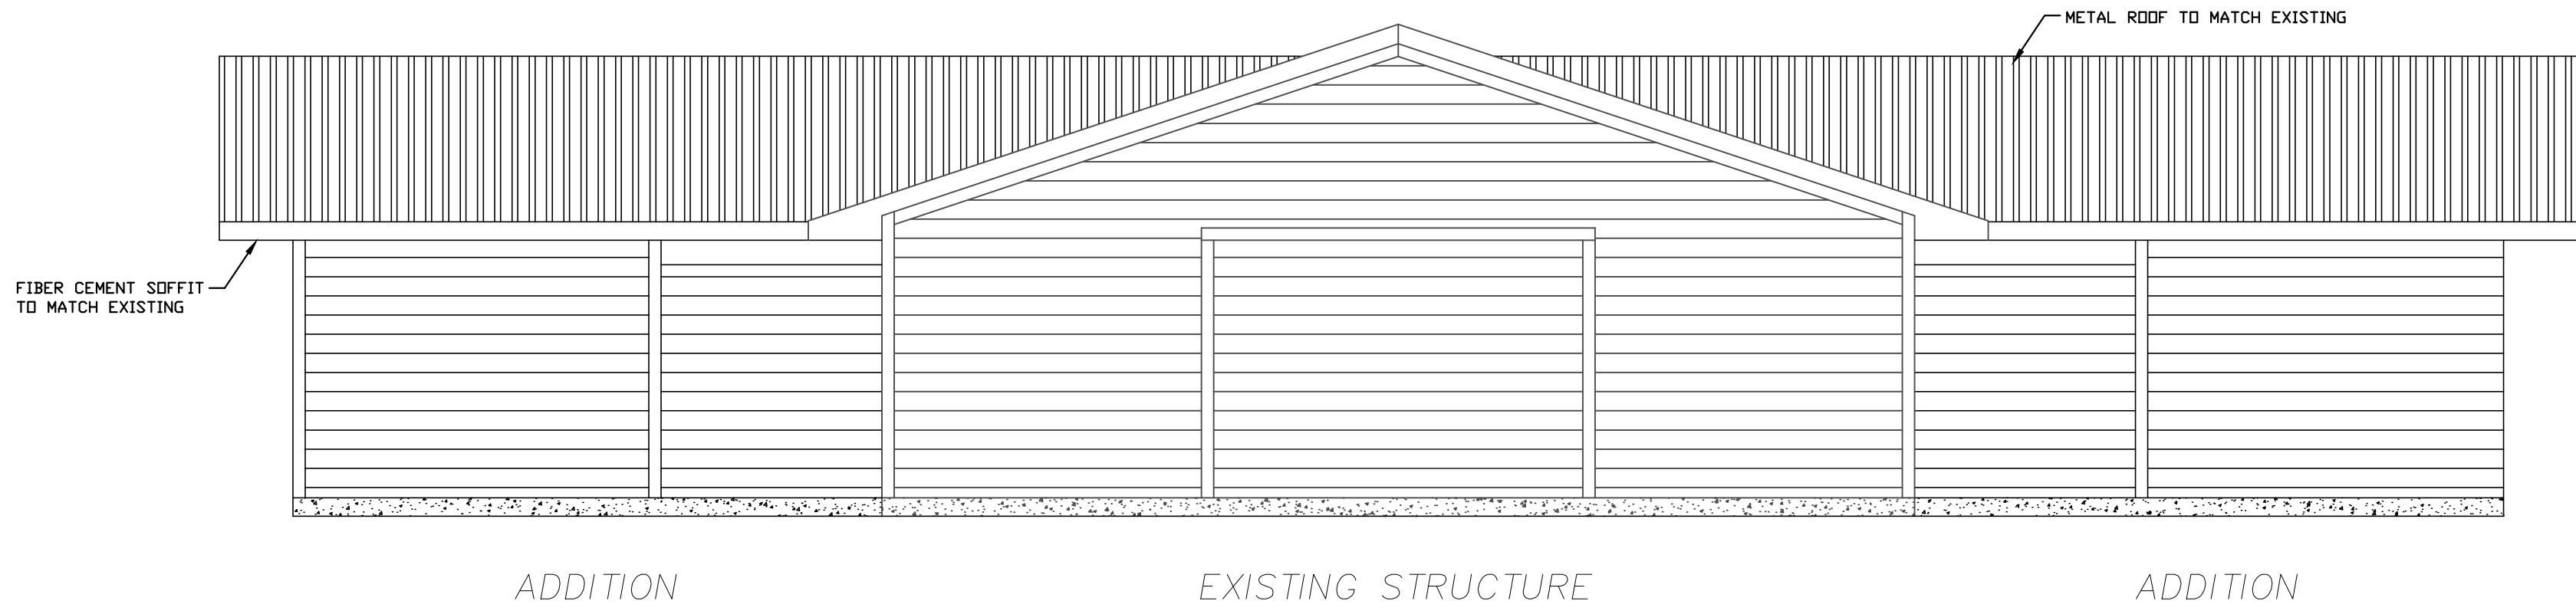 METAL ROOF TO MATCH EXISTING
FIBER CEMENT SOFFIT
TO MATCH EXISTING
ADDITION
EXISTING STRUCTURE
ADDITION